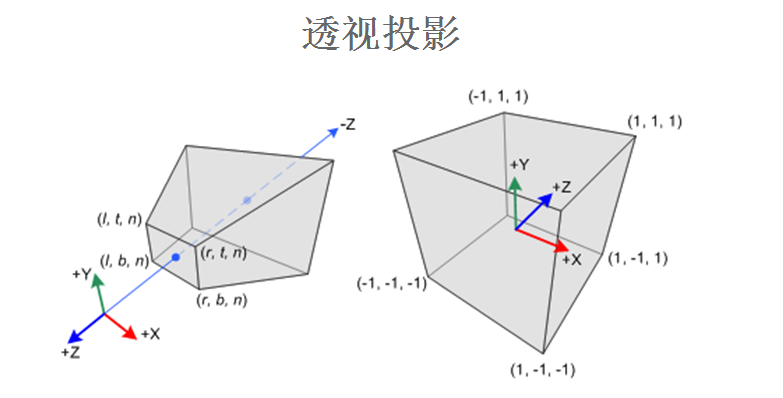 透视投影
-Z
(l, t, n)
(l, b, n)
(r, t, n)
(r, b, n)
+Y
+X
+Z
(-1, 1, 1)
(1, 1, 1)
+Y
+Z
+X
(1, -1, 1)
(-1, -1, -1)
(1, -1, -1)